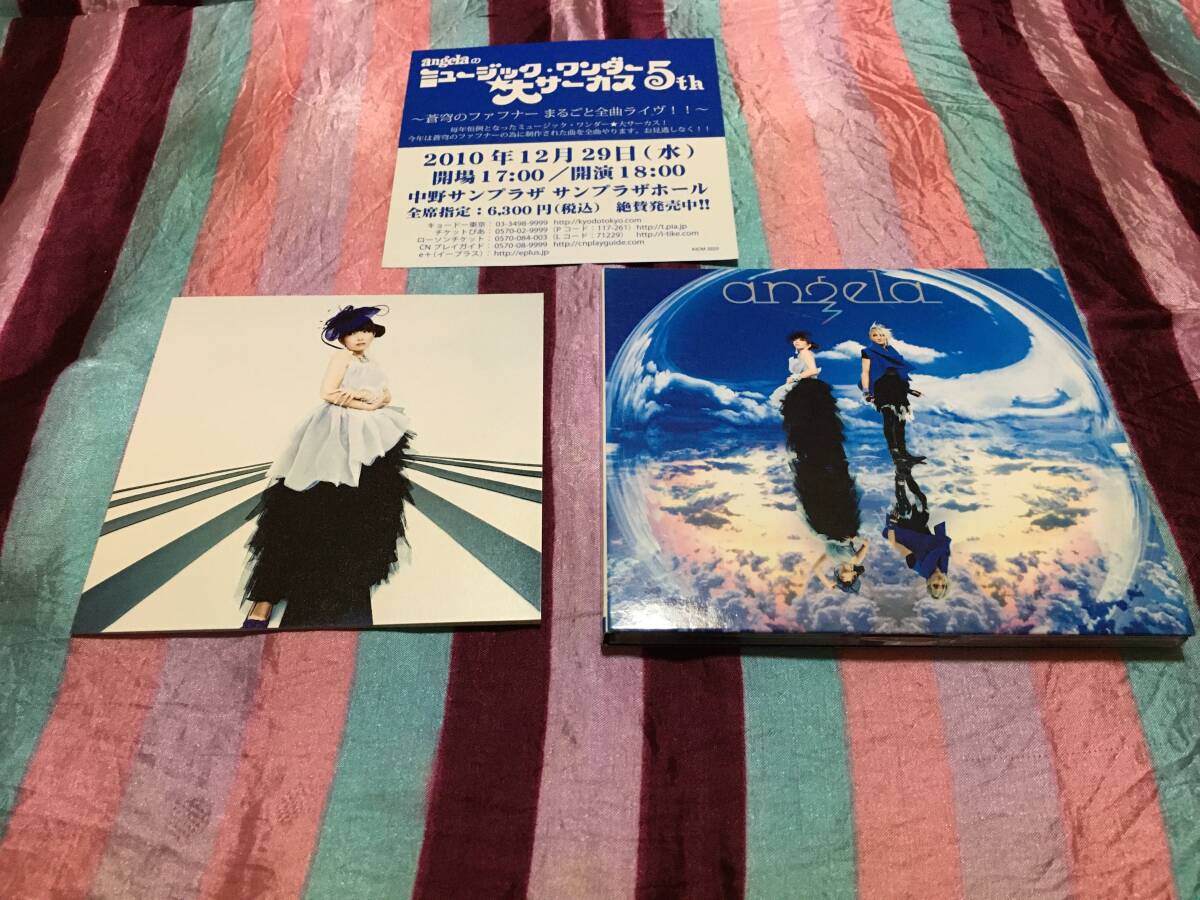 angelaの
ミュージック・ワンダー
★大サーカス 5th
～蒼穹のファフナー まるごと全曲ライヴ！！～
毎年恒例となったミュージック・ワンダー★大サーカス！
今年は蒼穹のファフナーの為に制作された曲を全曲やります。お見逃しなく！！
2010年12月29日(水)
開場17:00／開演18:00
中野サンプラザ サンプラザホール
全席指定：6,300円(税込) 絶賛発売中!!
キョードー東京： 03-3498-9999 http://kyodotokyo.com
チケットぴあ： 0570-02-9999 (Pコード：117-261) http://t.pia.jp
ローソンチケット： 0570-084-003 (Lコード：71229) http://l-tike.com
CNプレイガイド： 0570-08-9999 http://cnplayguide.com
e+(イープラス)： http://eplus.jp
angela